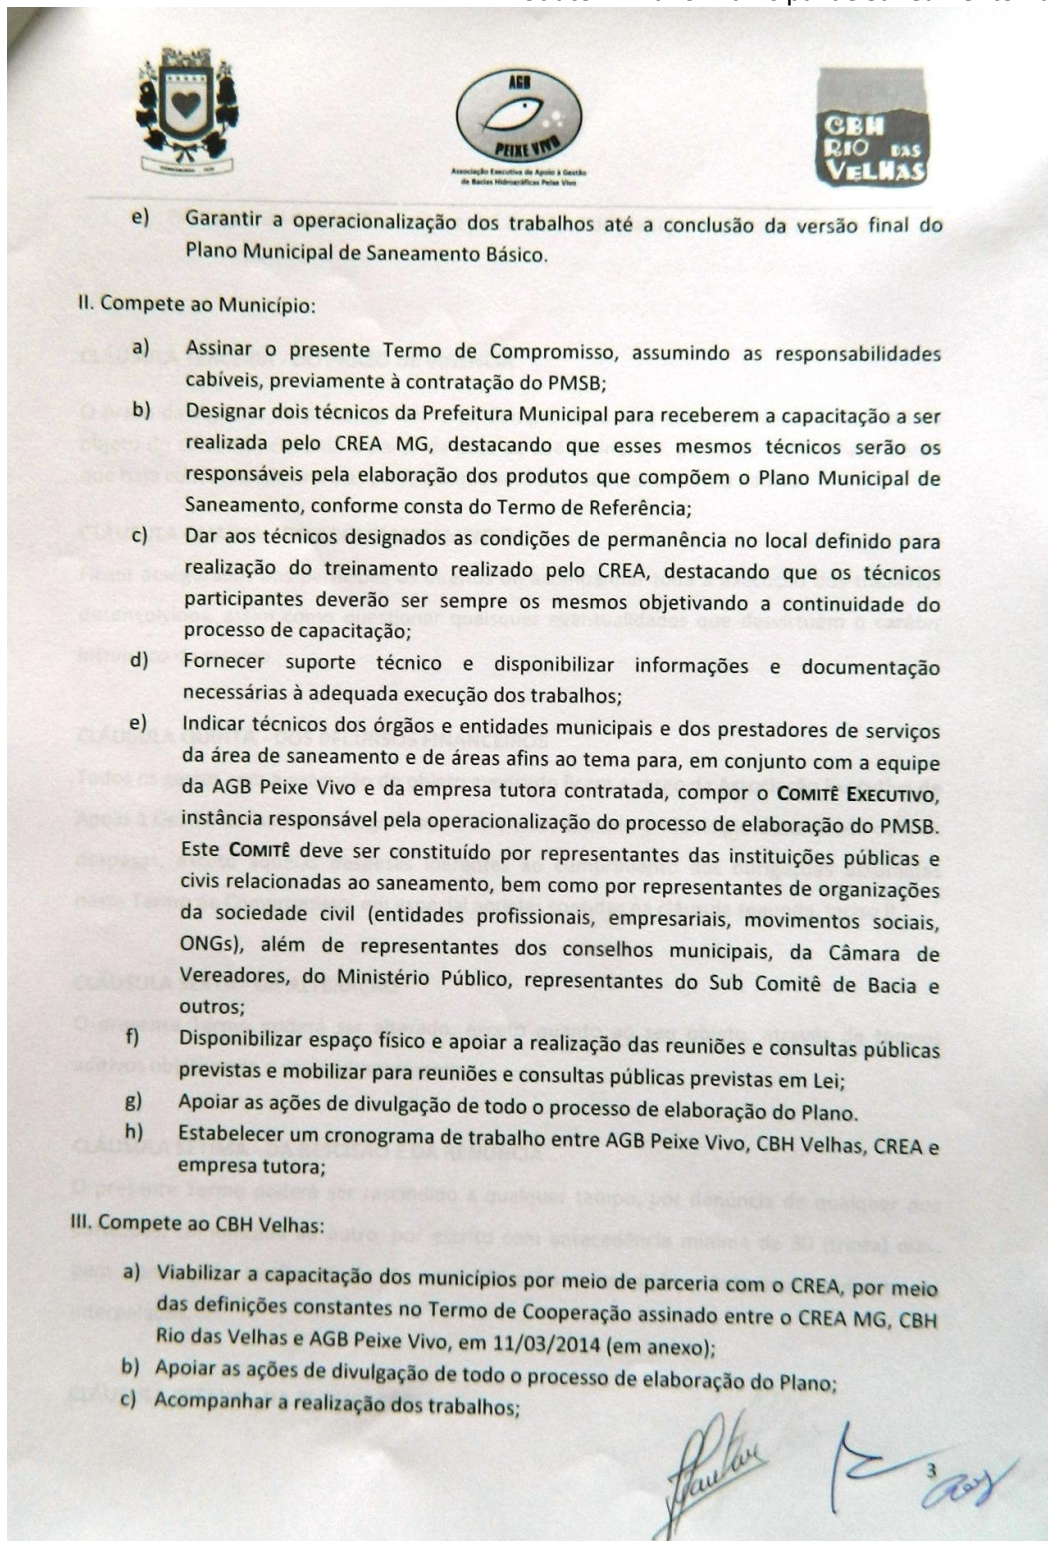 AGB
PEIXE VIVO
Associação Executiva de Apoio à Gestão
de Bacias Hidrográficas Peixe Vivo
CBH
RIO DAS
VELHAS
e) Garantir a operacionalização dos trabalhos até a conclusão da versão final do
Plano Municipal de Saneamento Básico.
II. Compete ao Município:
a) Assinar o presente Termo de Compromisso, assumindo as responsabilidades
cabíveis, previamente à contratação do PMSB;
b) Designar dois técnicos da Prefeitura Municipal para receberem a capacitação a ser
realizada pelo CREA MG, destacando que esses mesmos técnicos serão os
responsáveis pela elaboração dos produtos que compõem o Plano Municipal de
Saneamento, conforme consta do Termo de Referência;
c) Dar aos técnicos designados as condições de permanência no local definido para
realização do treinamento realizado pelo CREA, destacando que os técnicos
participantes deverão ser sempre os mesmos objetivando a continuidade do
processo de capacitação;
d) Fornecer suporte técnico e disponibilizar informações e documentação
necessárias à adequada execução dos trabalhos;
e) Indicar técnicos dos órgãos e entidades municipais e dos prestadores de serviços
da área de saneamento e de áreas afins ao tema para, em conjunto com a equipe
da AGB Peixe Vivo e da empresa tutora contratada, compor o COMITÊ EXECUTIVO,
instância responsável pela operacionalização do processo de elaboração do PMSB.
Este COMITÊ deve ser constituído por representantes das instituições públicas e
civis relacionadas ao saneamento, bem como por representantes de organizações
da sociedade civil (entidades profissionais, empresariais, movimentos sociais,
ONGs), além de representantes dos conselhos municipais, da Câmara de
Vereadores, do Ministério Público, representantes do Sub Comitê de Bacia e
outros;
f) Disponibilizar espaço físico e apoiar a realização das reuniões e consultas públicas
previstas e mobilizar para reuniões e consultas públicas previstas em Lei;
g) Apoiar as ações de divulgação de todo o processo de elaboração do Plano.
h) Estabelecer um cronograma de trabalho entre AGB Peixe Vivo, CBH Velhas, CREA e
empresa tutora;
III. Compete ao CBH Velhas:
a) Viabilizar a capacitação dos municípios por meio de parceria com o CREA, por meio
das definições constantes no Termo de Cooperação assinado entre o CREA MG, CBH
Rio das Velhas e AGB Peixe Vivo, em 11/03/2014 (em anexo);
b) Apoiar as ações de divulgação de todo o processo de elaboração do Plano;
c) Acompanhar a realização dos trabalhos;
3